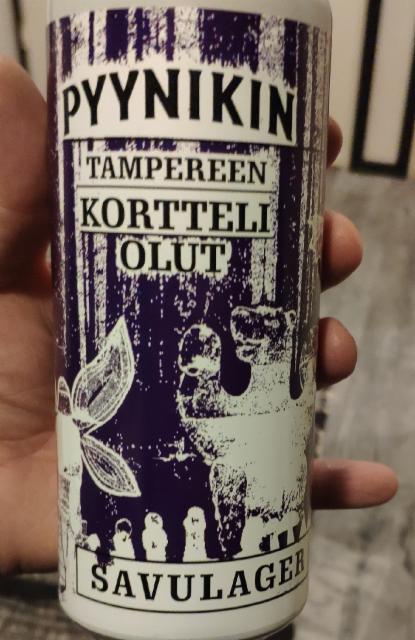 PYYNIKIN
TAMPEREEN
KORTTELI
OLUT
SAVULAGER